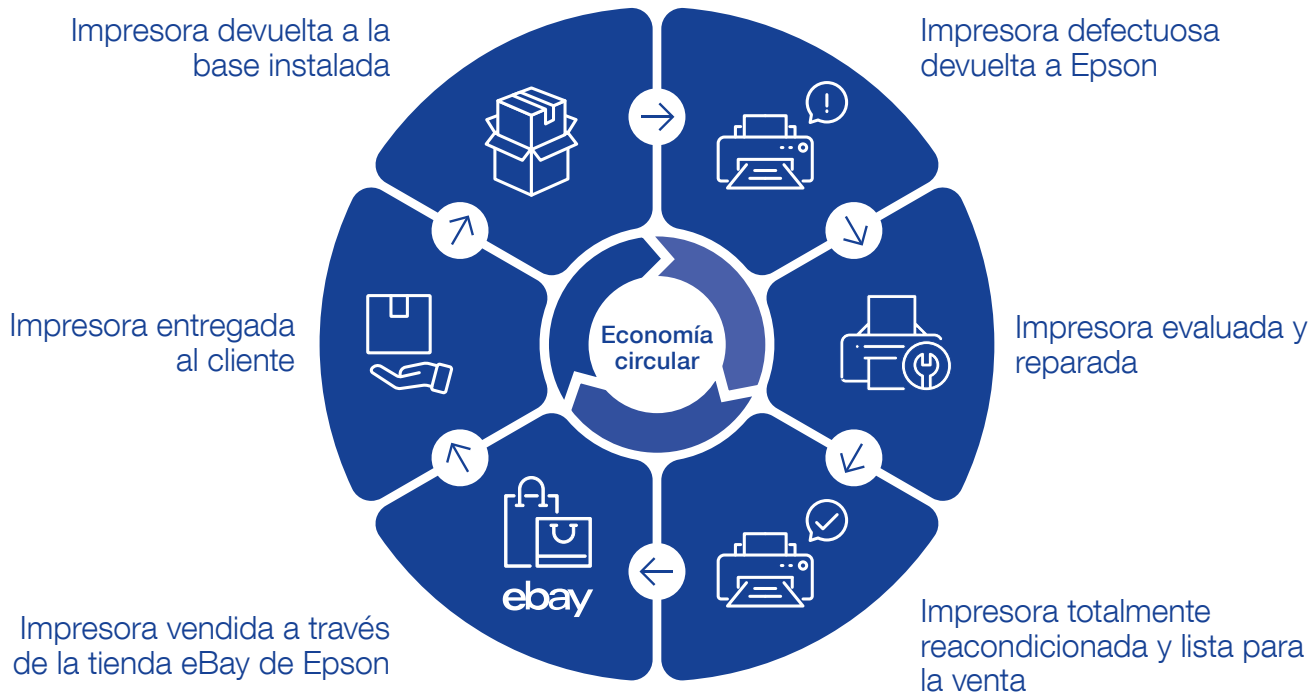 Impresora devuelta a la
base instalada
Impresora defectuosa
devuelta a Epson
Impresora entregada
al cliente
Economía
circular
Impresora evaluada y
reparada
ebay
Impresora vendida a través
de la tienda eBay de Epson
Impresora totalmente
reacondicionada y lista para
la venta